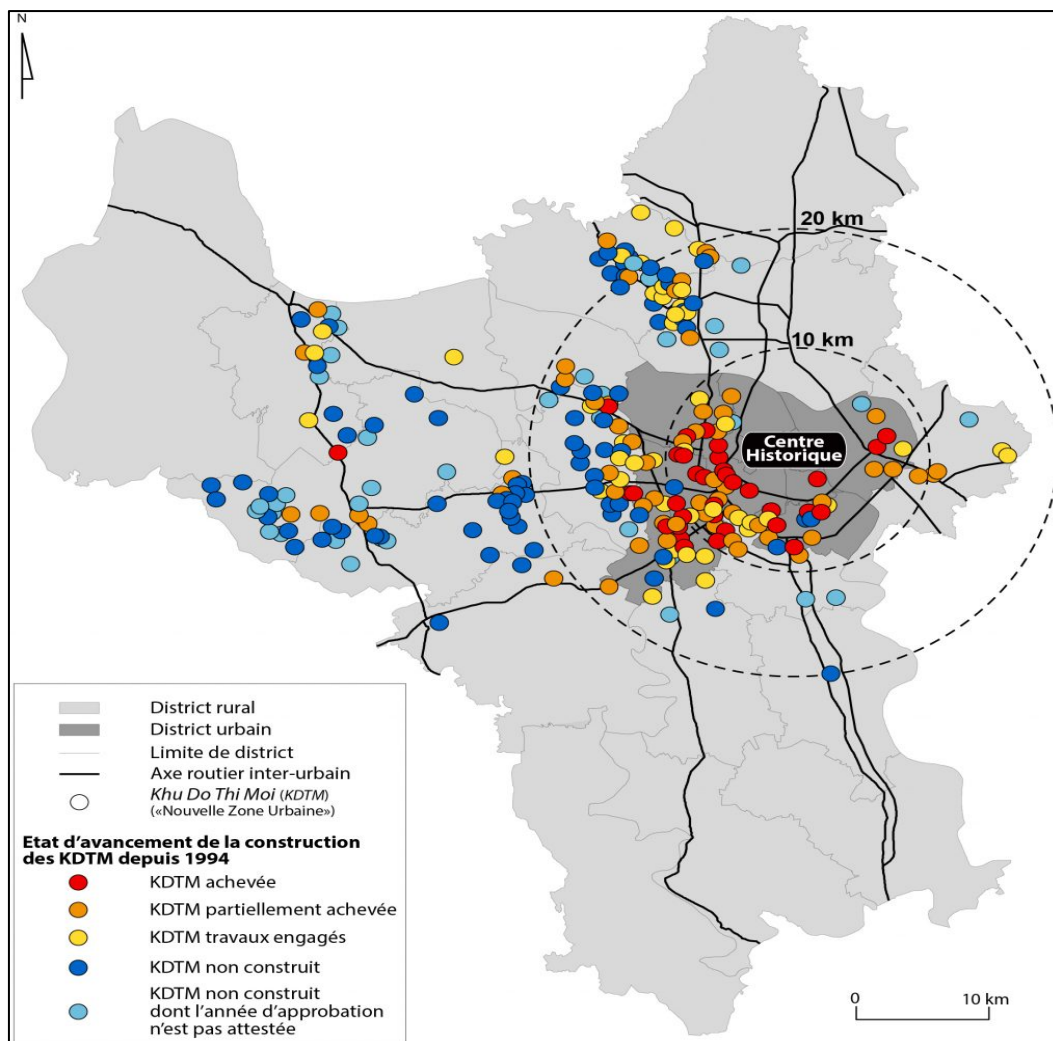 N
20 km
10 km
Centre
Historique
District rural
District urbain
Limite de district
Axe routier inter-urbain
Khu Do Thi Moi (KDTM)
(«Nouvelle Zone Urbaine»)
Etat d'avancement de la construction
des KDTM depuis 1994
KDTM achevée
KDTM partiellement achevée
KDTM travaux engagés
KDTM non construit
KDTM non construit
dont l'année d'approbation
n'est pas attestée
0 10 km